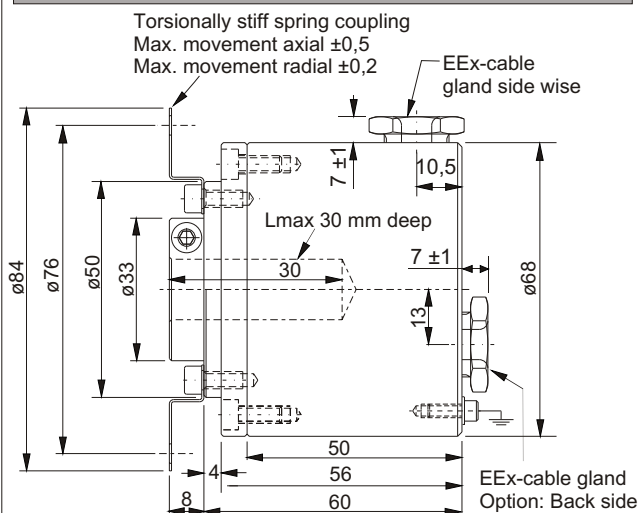 Torsionally stiff spring coupling
Max. movement axial ±0,5
Max. movement radial ±0,2
EEx-cable
gland side wise
7 ±1
10,5
Lmax 30 mm deep
30
7 ±1
13
ø84
ø76
ø50
ø33
ø68
50
4
56
8
60
EEx-cable gland
Option: Back side